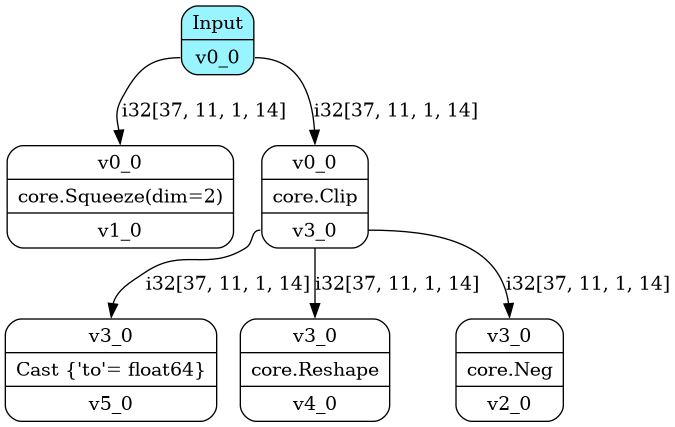 Input
v0_0
i32[37, 11, 1, 14]
i32[37, 11, 1, 14]
v0_0
core.Squeeze(dim=2)
v1_0
v0_0
core.Clip
v3_0
i32[37, 11, 1, 14]
i32[37, 11, 1, 14]
i32[37, 11, 1, 14]
v3_0
Cast {'to'= float64}
v5_0
v3_0
core.Reshape
v4_0
v3_0
core.Neg
v2_0